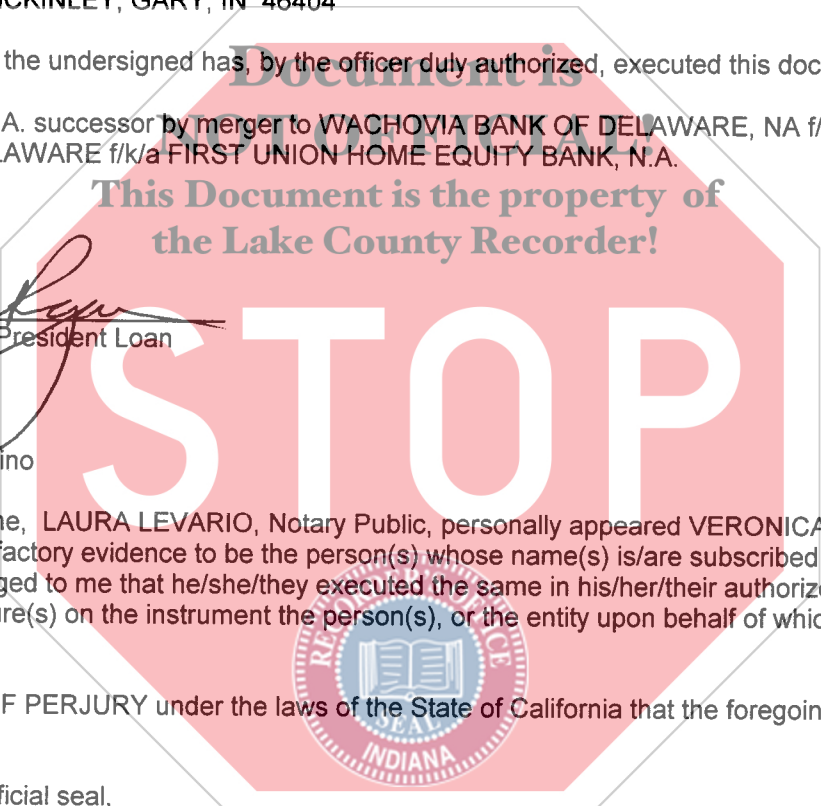 MCKINLEY, GARY, IN 46404
the undersigned has, by the officer duly authorized, executed this doc
Document is
A. successor by merger to WACHOVIA BANK OF DELAWARE, NA f/
NOT OFFICIAL!
LAWARE f/k/a FIRST UNION HOME EQUITY BANK, N.A.
This Document is the property of
the Lake County Recorder!
President Loan
STOP
ino
ne, LAURA LEVARIO, Notary Public, personally appeared VERONICA
factory evidence to be the person(s) whose name(s) is/are subscribed
ged to me that he/she/they executed the same in his/her/their authorize
ure(s) on the instrument the person(s), or the entity upon behalf of whic
RECORDER'S OFFICE
SEAL
INDIANA
F PERJURY under the laws of the State of California that the foregoin
ficial seal.